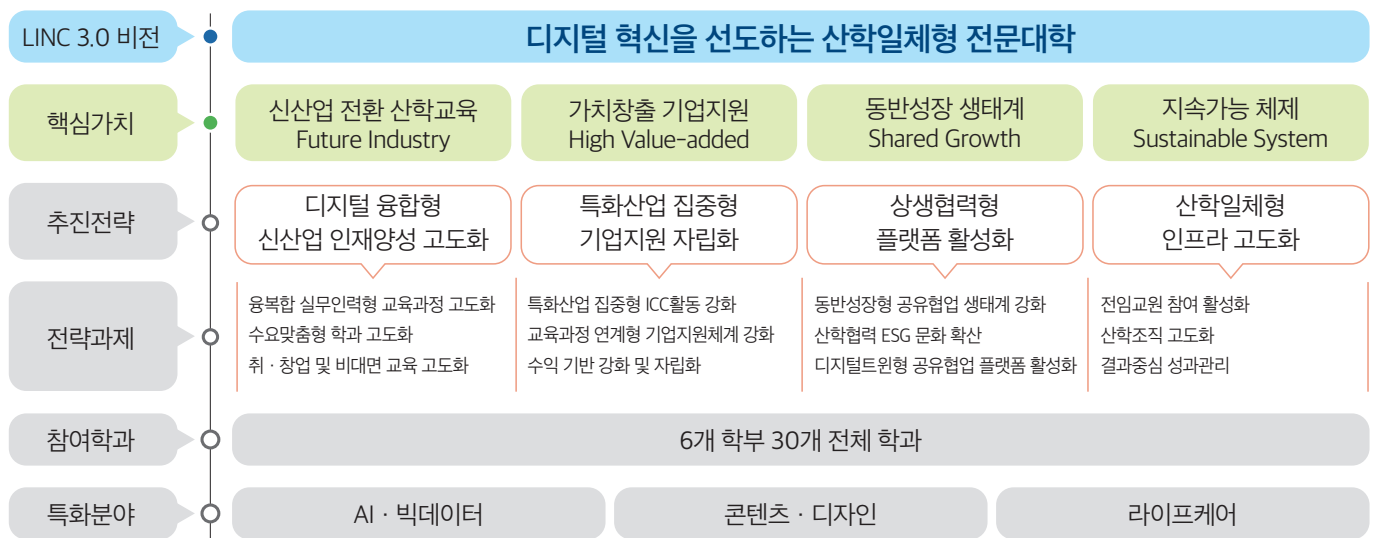 LINC 3.0 비전
디지털 혁신을 선도하는 산학일체형 전문대학
핵심가치
신산업 전환 산학교육
Future Industry
가치창출 기업지원
High Value-added
동반성장 생태계
Shared Growth
지속가능 체제
Sustainable System
추진전략
디지털 융합형
신산업 인재양성 고도화
특화산업 집중형
기업지원 자립화
상생협력형
플랫폼 활성화
산학일체형
인프라 고도화
전략과제
융복합 실무인력형 교육과정 고도화
수요맞춤형 학과 고도화
취 · 창업 및 비대면 교육 고도화
특화산업 집중형 ICC활동 강화
교육과정 연계형 기업지원체계 강화
수익 기반 강화 및 자립화
동반성장형 공유협업 생태계 강화
산학협력 ESG 문화 확산
디지털트윈형 공유협업 플랫폼 활성화
전임교원 참여 활성화
산학조직 고도화
결과중심 성과관리
참여학과
6개 학부 30개 전체 학과
특화분야
AI · 빅데이터
콘텐츠 · 디자인
라이프케어